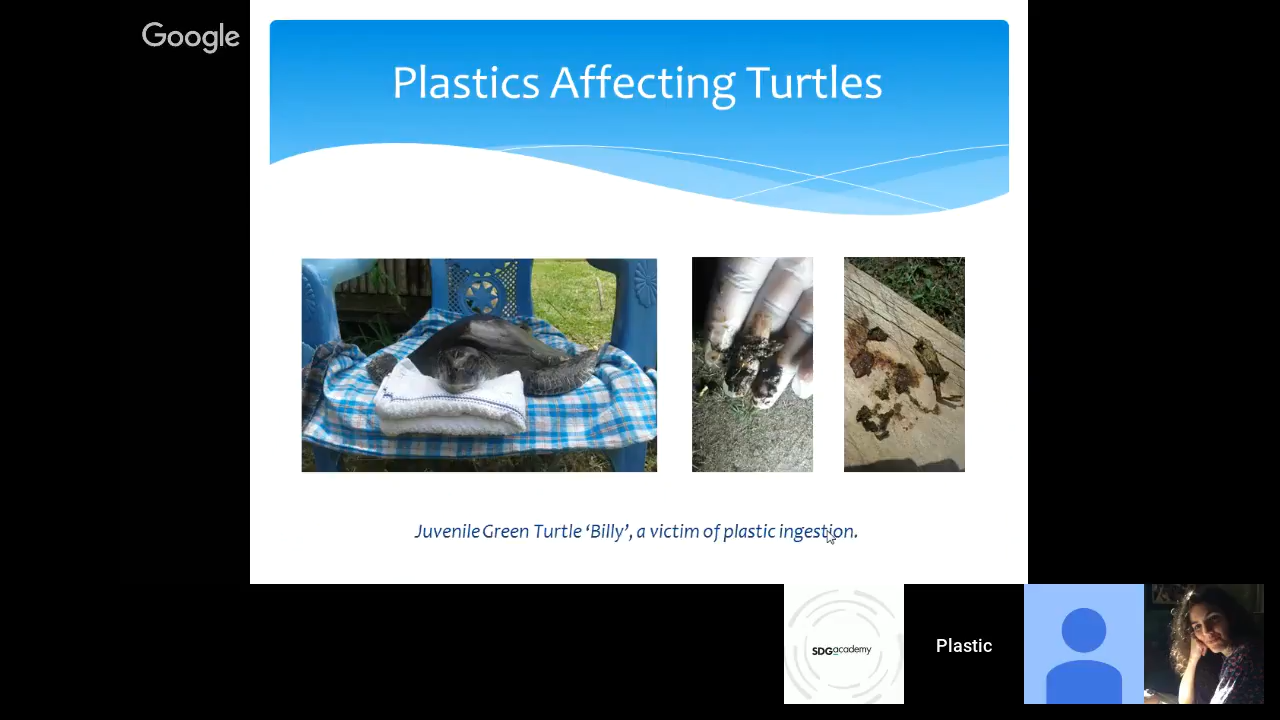 Google
Plastics Affecting Turtles
Juvenile Green Turtle ‘Billy’, a victim of plastic ingestion.
SDGacademy
Plastic